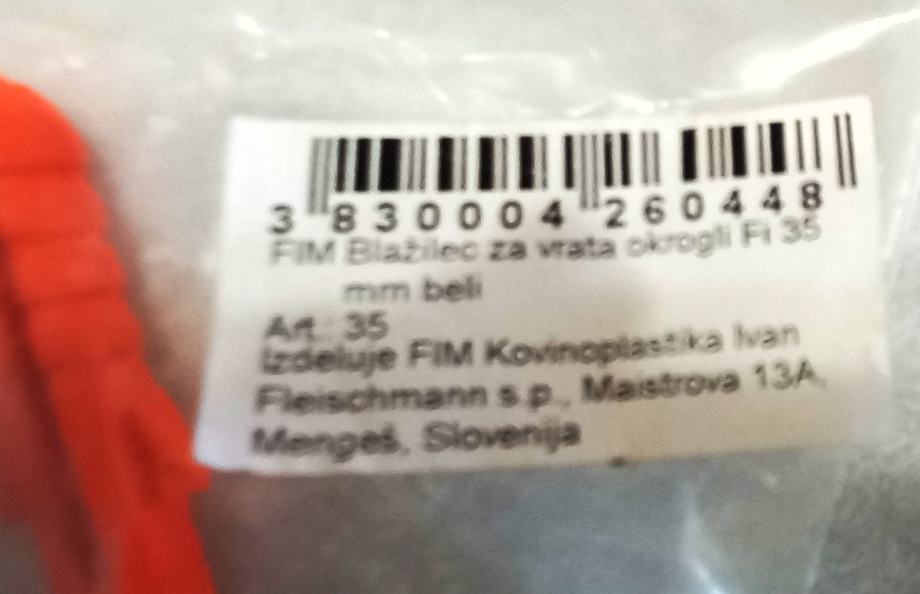 3 830004 260448
FIM Blažilec za vrata okrogli Fi 35
mm beli
Art.: 35
Izdeluje FIM Kovinoplastika Ivan
Fleischmann s.p., Maistrova 13A,
Mengeš, Slovenija